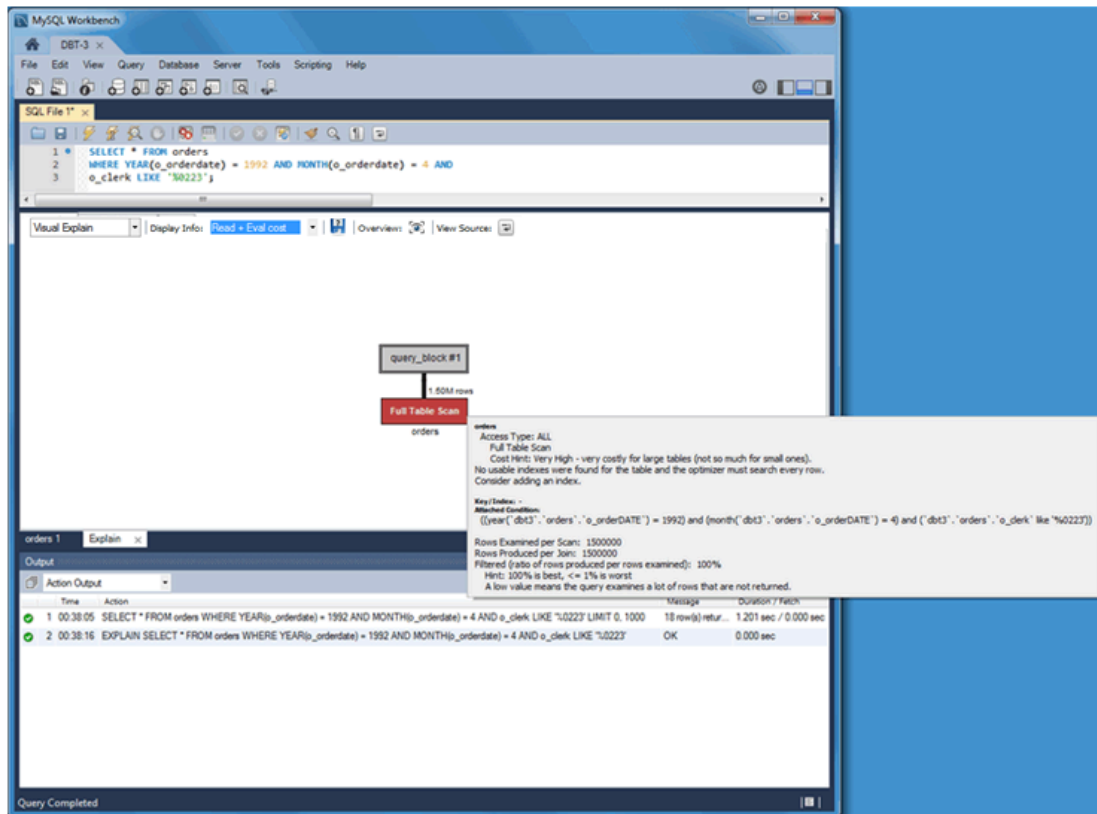 MySQL Workbench
DBT-3 ×
File Edit View Query Database Server Tools Scripting Help
SQL File 1* ×
1 SELECT * FROM orders
2 WHERE YEAR(o_orderdate) = 1992 AND MONTH(o_orderdate) = 4 AND
3 o_clerk LIKE '%0223';
Visual Explain Display Info: Read + Eval cost Overview: View Source:
query_block #1
1.50M rows
Full Table Scan
orders
orders
Access Type: ALL
Full Table Scan
Cost Hint: Very High - very costly for large tables (not so much for small ones).
No usable indexes were found for the table and the optimizer must search every row.
Consider adding an index.
Key/Index: -
Attached Condition:
((year(`dbt3`.`orders`.`o_orderDATE`) = 1992) and (month(`dbt3`.`orders`.`o_orderDATE`) = 4) and (`dbt3`.`orders`.`o_clerk` like '%0223'))
Rows Examined per Scan: 1500000
Rows Produced per Join: 1500000
Filtered (ratio of rows produced per rows examined): 100%
Hint: 100% is best, <= 1% is worst
A low value means the query examines a lot of rows that are not returned.
orders 1 Explain ×
Output
Action Output
Time Action Message Duration / Fetch
1 00:38:05 SELECT * FROM orders WHERE YEAR(o_orderdate) = 1992 AND MONTH(o_orderdate) = 4 AND o_clerk LIKE '%0223' LIMIT 0, 1000 18 row(s) retur... 1.201 sec / 0.000 sec
2 00:38:16 EXPLAIN SELECT * FROM orders WHERE YEAR(o_orderdate) = 1992 AND MONTH(o_orderdate) = 4 AND o_clerk LIKE '%0223' OK 0.000 sec
Query Completed